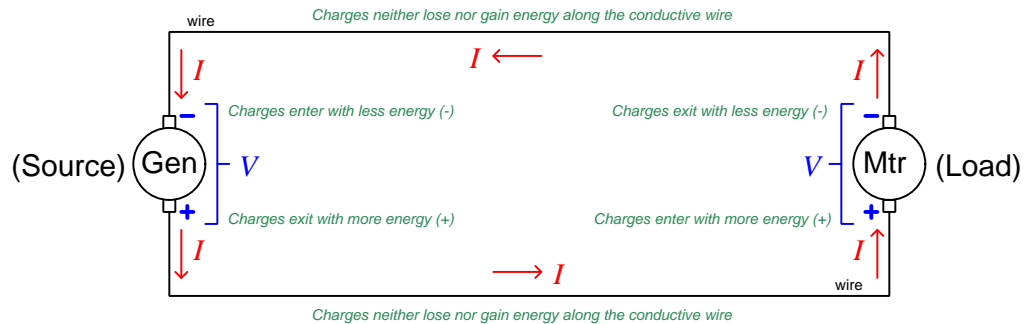 Charges neither lose nor gain energy along the conductive wire
wire
I
I
I
Charges enter with less energy (-)
Charges exit with less energy (-)
-
-
(Source)
Gen
V
V
Mtr
(Load)
+
+
Charges exit with more energy (+)
Charges enter with more energy (+)
I
I
I
wire
Charges neither lose nor gain energy along the conductive wire